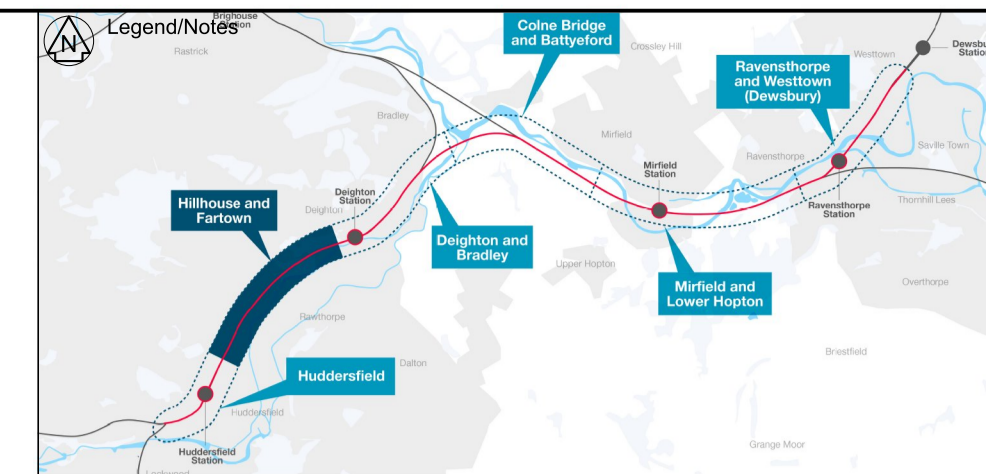 N
Legend/Notes
Brighouse
Station
Rastrick
Colne Bridge
and Battyeford
Crossley Hill
Westtown
Ravensthorpe
and Westtown
(Dewsbury)
Bradley
Mirfield
Saville Town
Ravensthorpe
Mirfield
Station
Deighton
Station
Hillhouse and
Fartown
Deighton
Thornhill Lees
Ravensthorpe
Station
Deighton and
Bradley
Upper Hopton
Overthorpe
Mirfield and
Lower Hopton
Rawthorpe
Briestfield
Dalton
Huddersfield
Huddersfield
Grange Moor
Huddersfield
Station